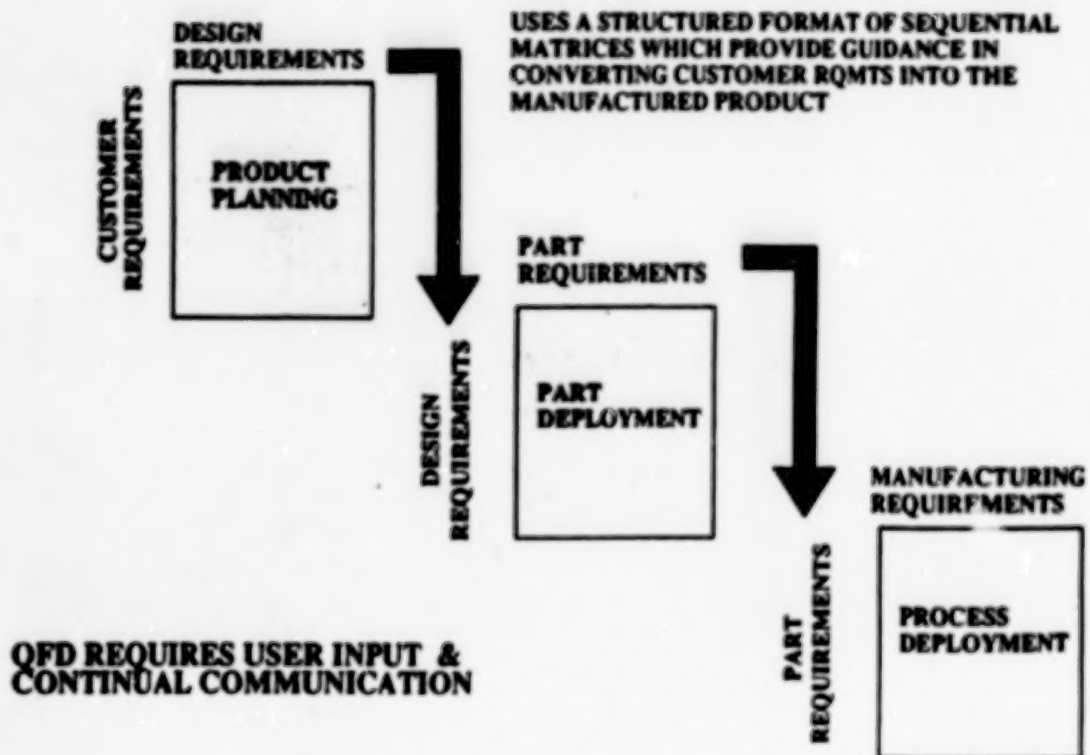 USES A STRUCTURED FORMAT OF SEQUENTIAL
MATRICES WHICH PROVIDE GUIDANCE IN
CONVERTING CUSTOMER RQMTS INTO THE
MANUFACTURED PRODUCT
DESIGN
REQUIREMENTS
CUSTOMER
REQUIREMENTS
PRODUCT
PLANNING
PART
REQUIREMENTS
DESIGN
REQUIREMENTS
PART
DEPLOYMENT
MANUFACTURING
REQUIREMENTS
PART
REQUIREMENTS
PROCESS
DEPLOYMENT
QFD REQUIRES USER INPUT &
CONTINUAL COMMUNICATION